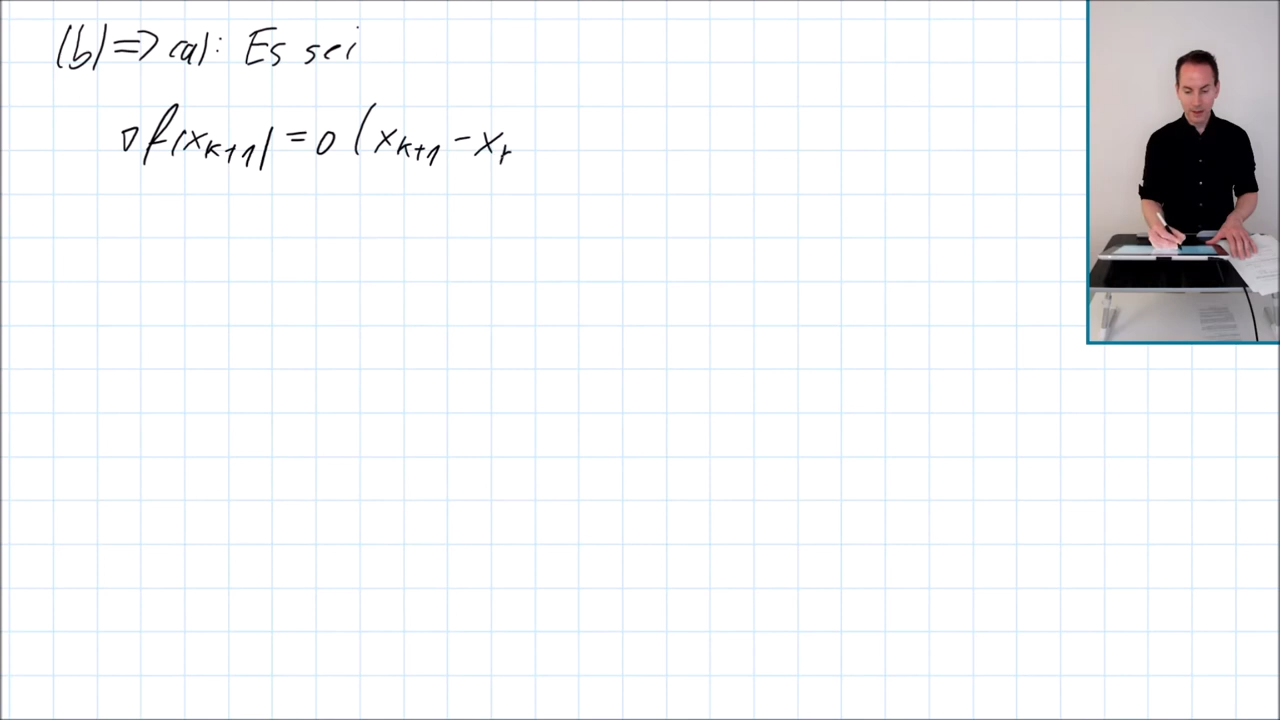 (b) => (a): Es sei
∇f(x_{k+1}) = o(x_{k+1} - x_k